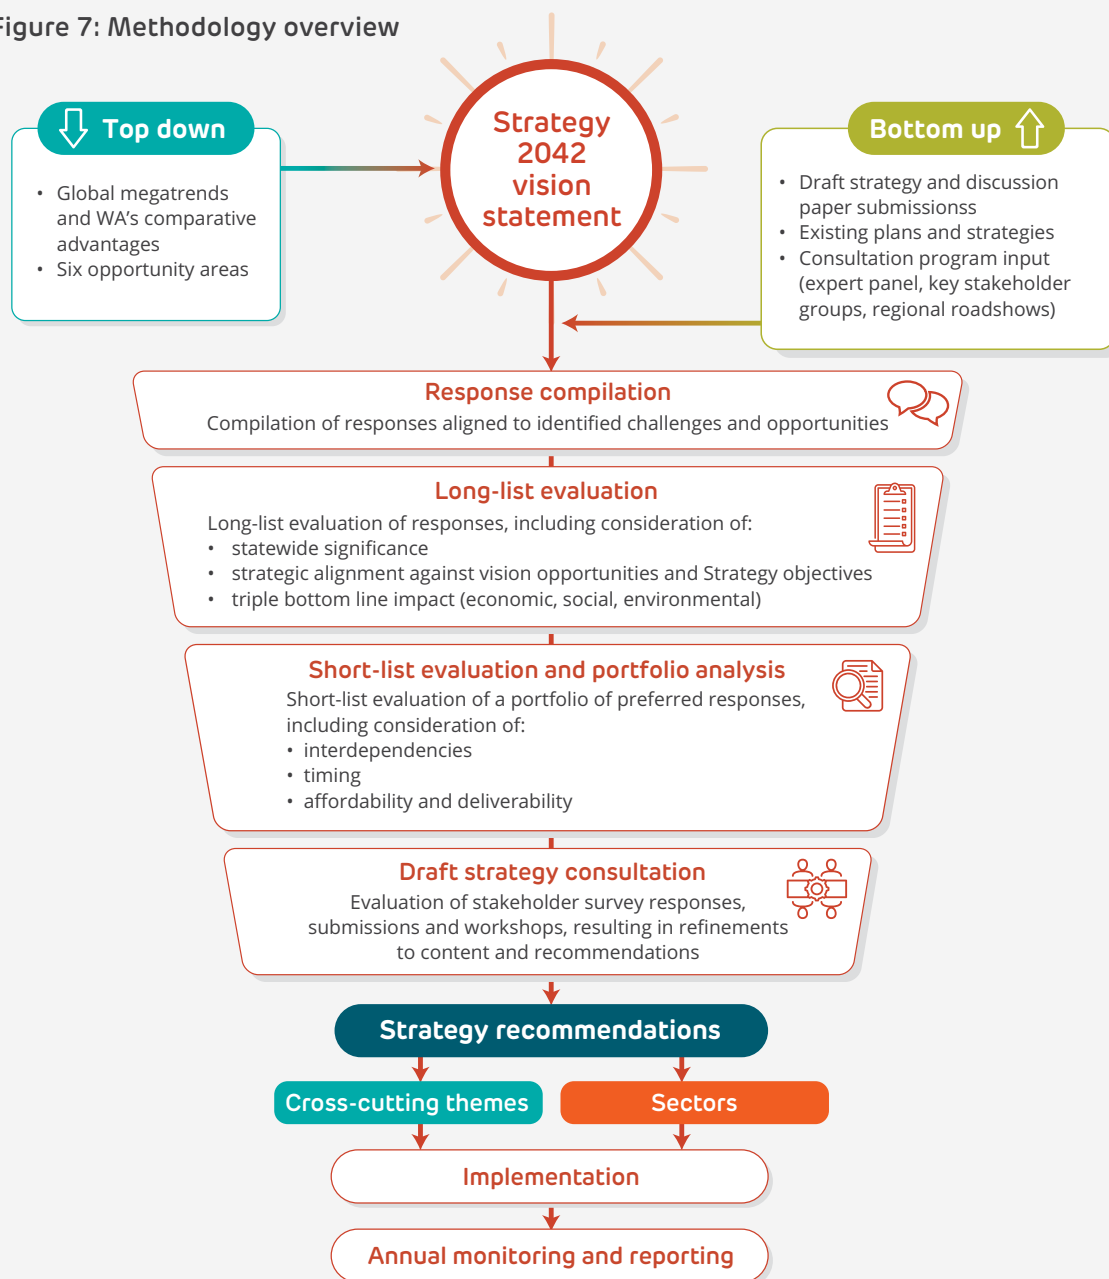 Figure 7: Methodology overview
Top down
• Global megatrends
and WA's comparative
advantages
• Six opportunity areas
Strategy
2042
vision
statement
Bottom up
• Draft strategy and discussion
paper submissionss
• Existing plans and strategies
• Consultation program input
(expert panel, key stakeholder
groups, regional roadshows)
Response compilation
Compilation of responses aligned to identified challenges and opportunities
Long-list evaluation
Long-list evaluation of responses, including consideration of:
• statewide significance
• strategic alignment against vision opportunities and Strategy objectives
• triple bottom line impact (economic, social, environmental)
Short-list evaluation and portfolio analysis
Short-list evaluation of a portfolio of preferred responses,
including consideration of:
• interdependencies
• timing
• affordability and deliverability
Draft strategy consultation
Evaluation of stakeholder survey responses,
submissions and workshops, resulting in refinements
to content and recommendations
Strategy recommendations
Cross-cutting themes
Sectors
Implementation
Annual monitoring and reporting